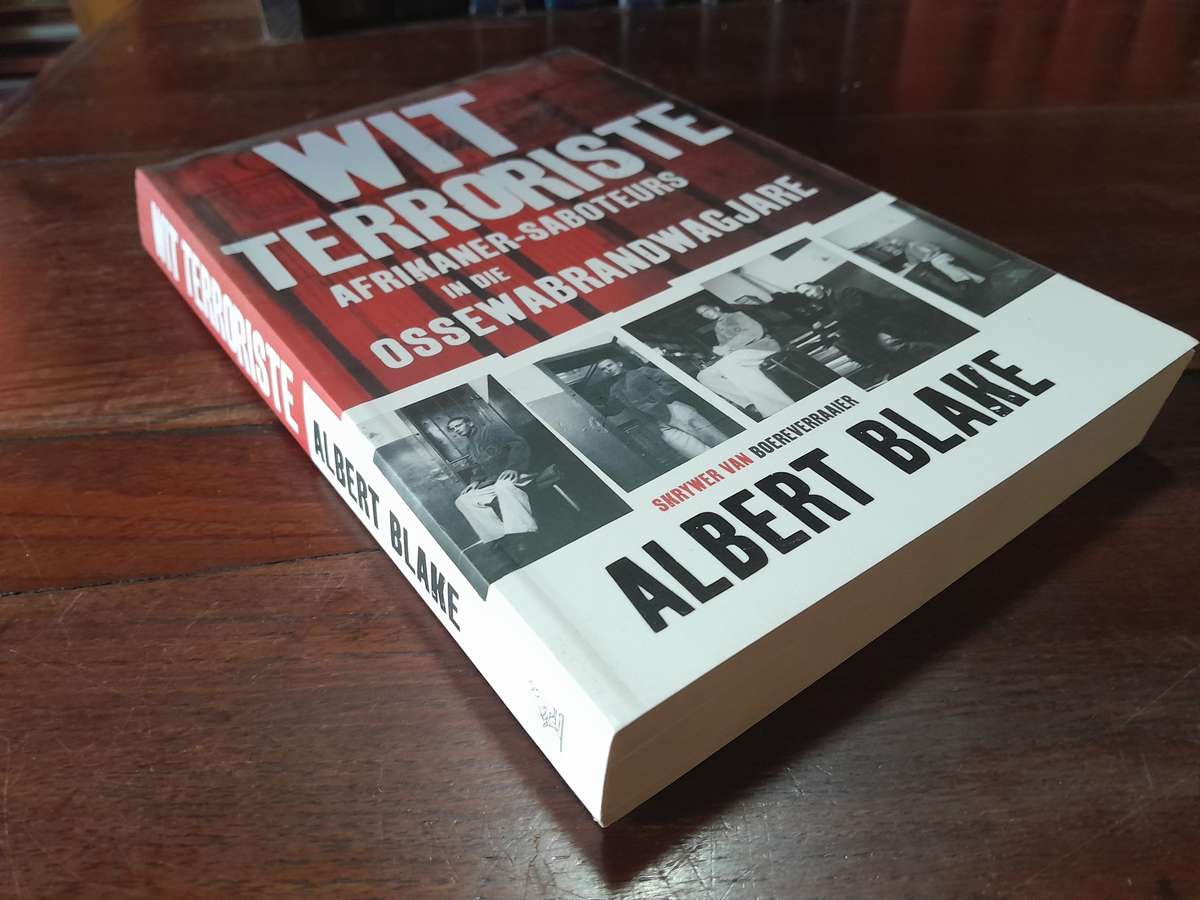 WIT
TERRORISTE
AFRIKANER-SABOTEURS
IN DIE
OSSEWABRANDWAGJARE
SKRYWER VAN BOEREVERRAAIER
ALBERT BLAKE
WIT TERRORISTE
ALBERT BLAKE